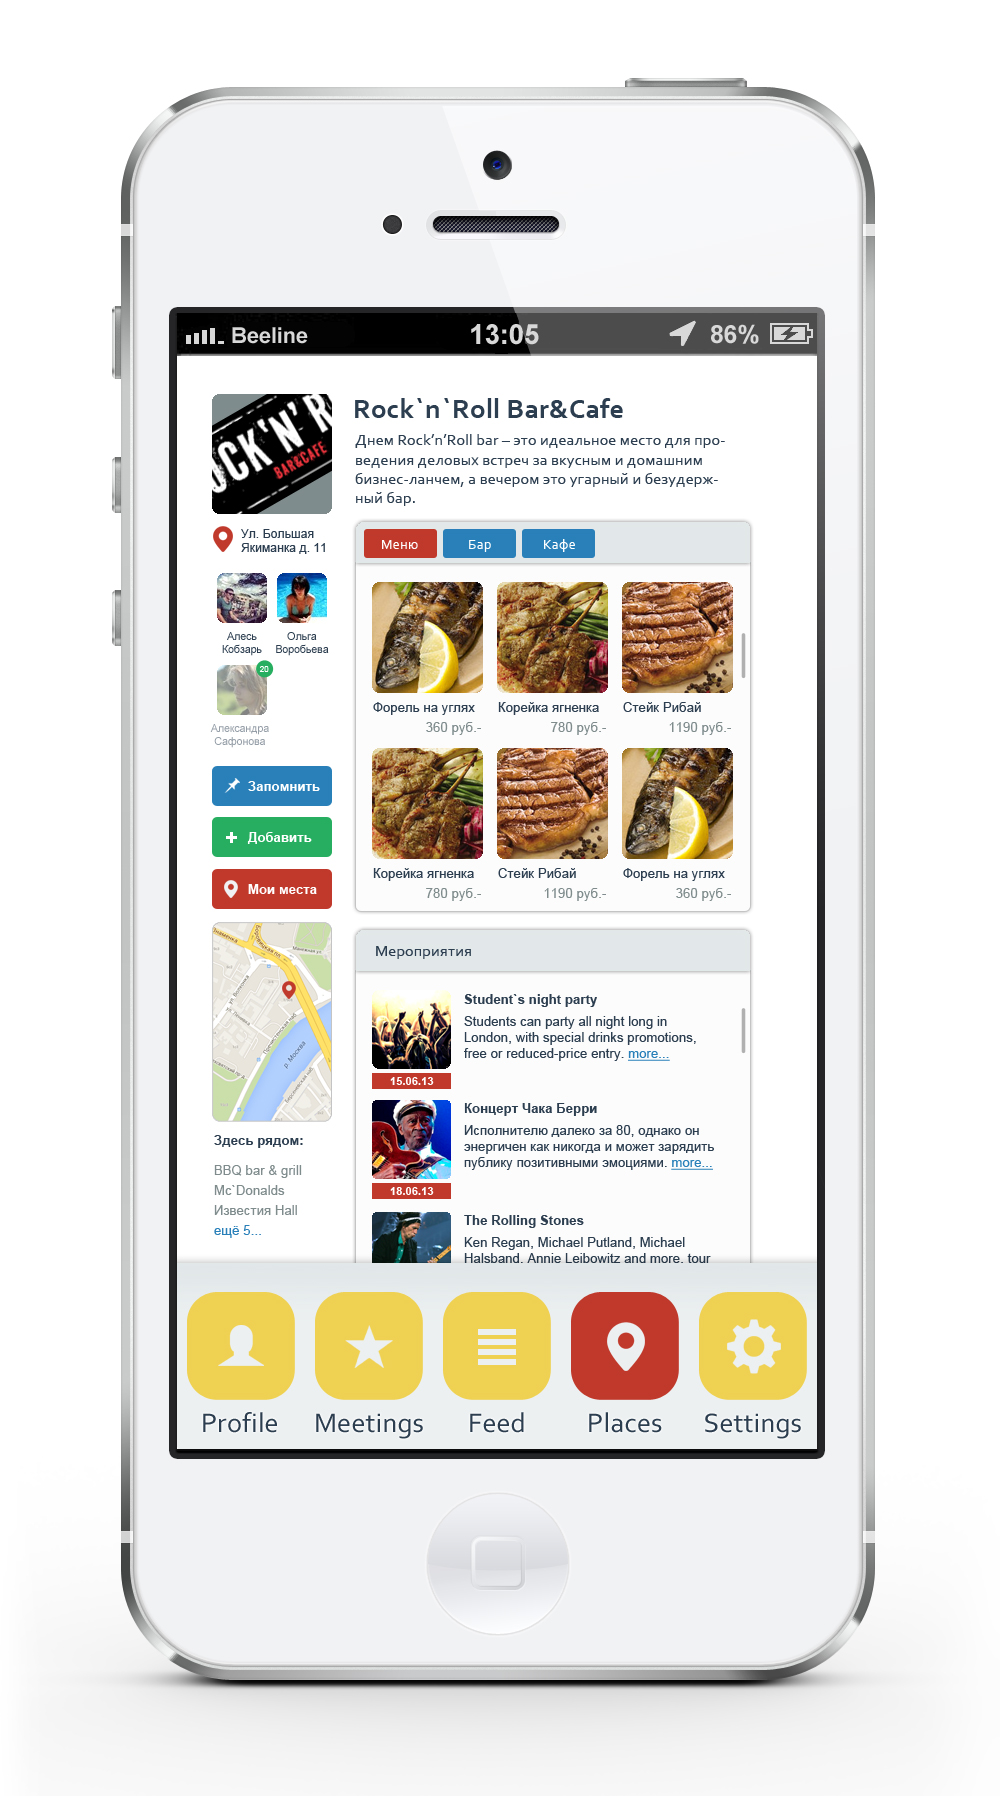 Beeline
13:05
86%
OCK'N'R
BAR&CAFE
Rock`n`Roll Bar&Cafe
Днем Rock’n’Roll bar – это идеальное место для про-
ведения деловых встреч за вкусным и домашним
бизнес-ланчем, а вечером это угарный и безудерж-
ный бар.
Ул. Большая
Якиманка д. 11
Алесь
Кобзарь
Ольга
Воробьева
20
Александра
Сафонова
Запомнить
Добавить
Мои места
р. Москва
Здесь рядом:
BBQ bar & grill
Mc`Donalds
Известия Hall
ещё 5...
Меню
Бар
Кафе
Форель на углях
360 руб.-
Корейка ягненка
780 руб.-
Стейк Рибай
1190 руб.-
Корейка ягненка
780 руб.-
Стейк Рибай
1190 руб.-
Форель на углях
360 руб.-
Мероприятия
Student`s night party
Students can party all night long in
London, with special drinks promotions,
free or reduced-price entry. more...
15.06.13
Концерт Чака Берри
Исполнителю далеко за 80, однако он
энергичен как никогда и может зарядить
публику позитивными эмоциями. more...
18.06.13
The Rolling Stones
Ken Regan, Michael Putland, Michael
Halsband, Annie Leibowitz and more, tour
Profile
Meetings
Feed
Places
Settings